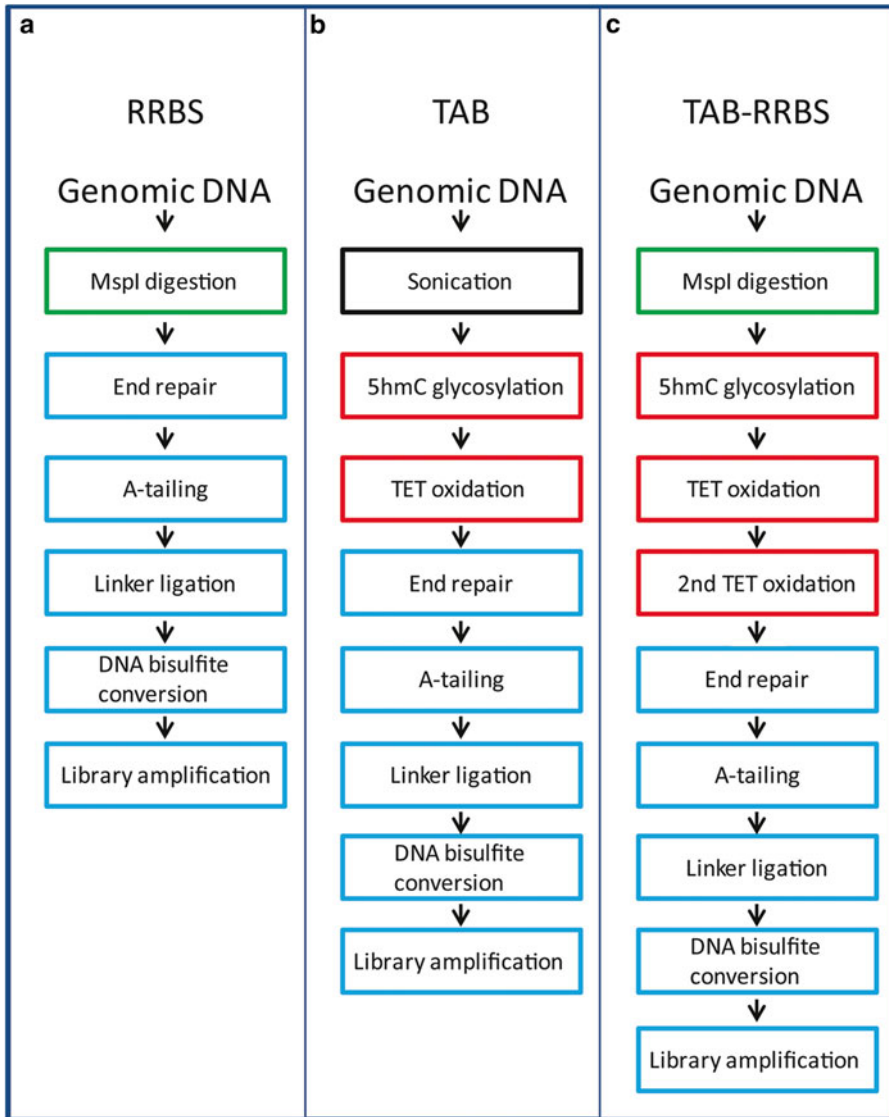 a
RRBS
Genomic DNA
MspI digestion
End repair
A-tailing
Linker ligation
DNA bisulfite
conversion
Library amplification
b
TAB
Genomic DNA
Sonication
5hmC glycosylation
TET oxidation
End repair
A-tailing
Linker ligation
DNA bisulfite
conversion
Library amplification
c
TAB-RRBS
Genomic DNA
MspI digestion
5hmC glycosylation
TET oxidation
2nd TET oxidation
End repair
A-tailing
Linker ligation
DNA bisulfite
conversion
Library amplification